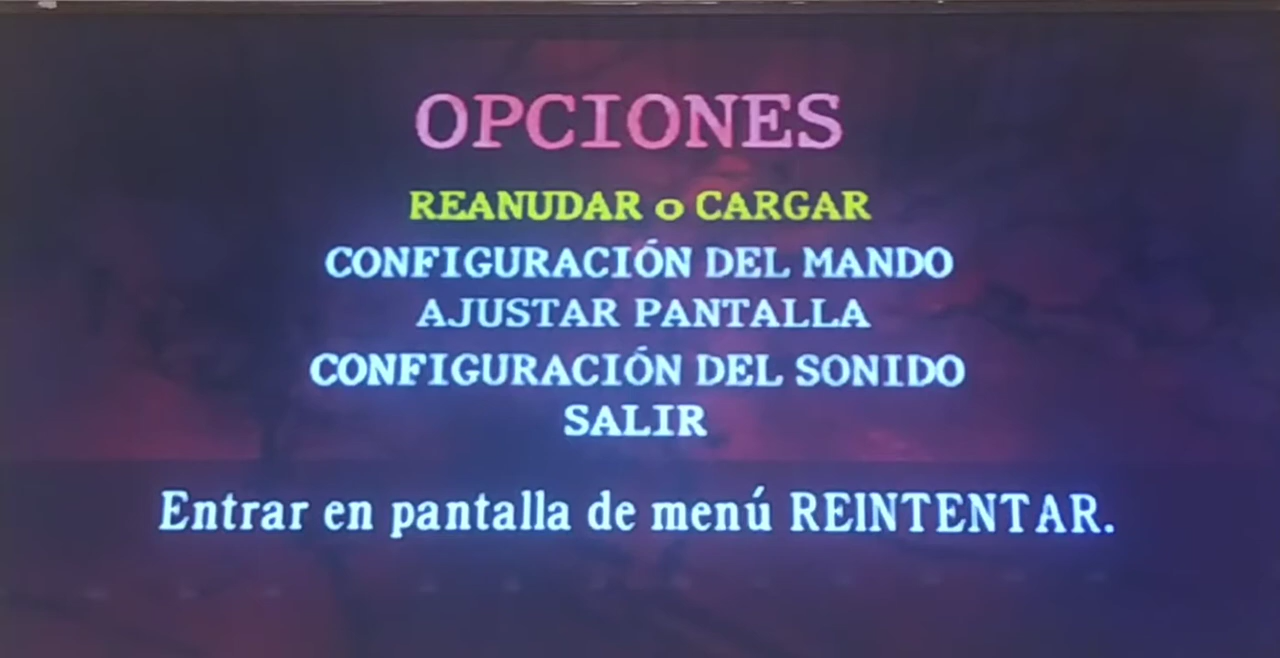 OPCIONES
REANUDAR o CARGAR
CONFIGURACIÓN DEL MANDO
AJUSTAR PANTALLA
CONFIGURACIÓN DEL SONIDO
SALIR
Entrar en pantalla de menú REINTENTAR.